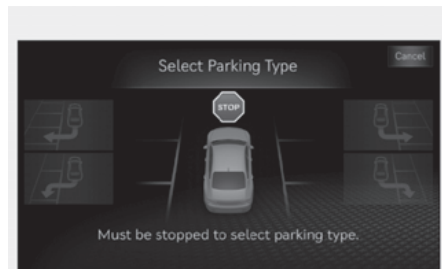 Select Parking Type
Cancel
STOP
Must be stopped to select parking type.